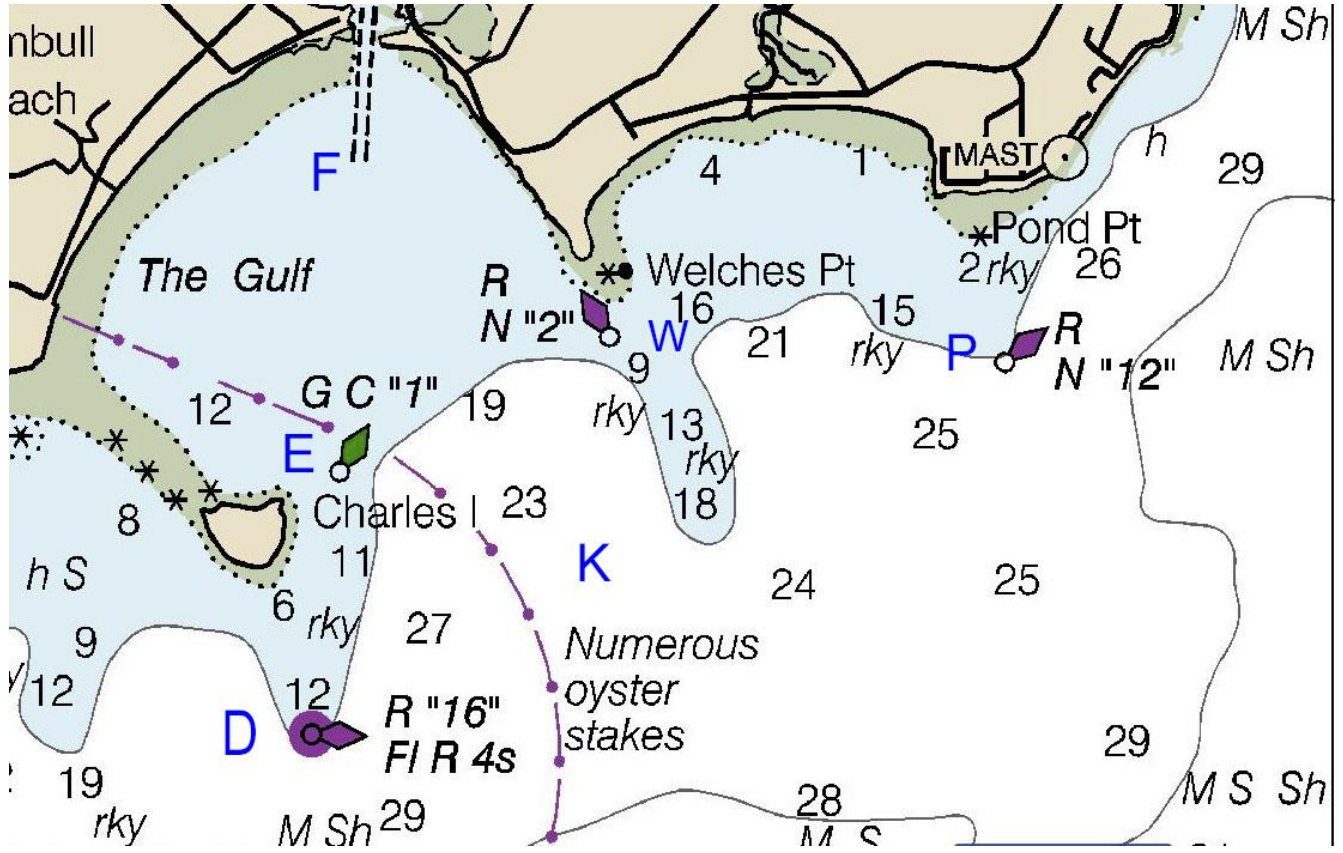 M Sh
nbull
ach
MAST
h
29
F
4
1
Pond Pt
2 rky
26
The Gulf
R
N "2"
Welches Pt
16
W
15
rky
P
R
N "12"
M Sh
21
9
rky
12
G C "1"
19
13
rky
25
E
Charles I
23
18
8
h S
11
K
24
25
6
rky
27
9
12
Numerous
oyster
stakes
12
D
R "16"
Fl R 4s
29
19
rky
M Sh
29
28
M S
M S Sh